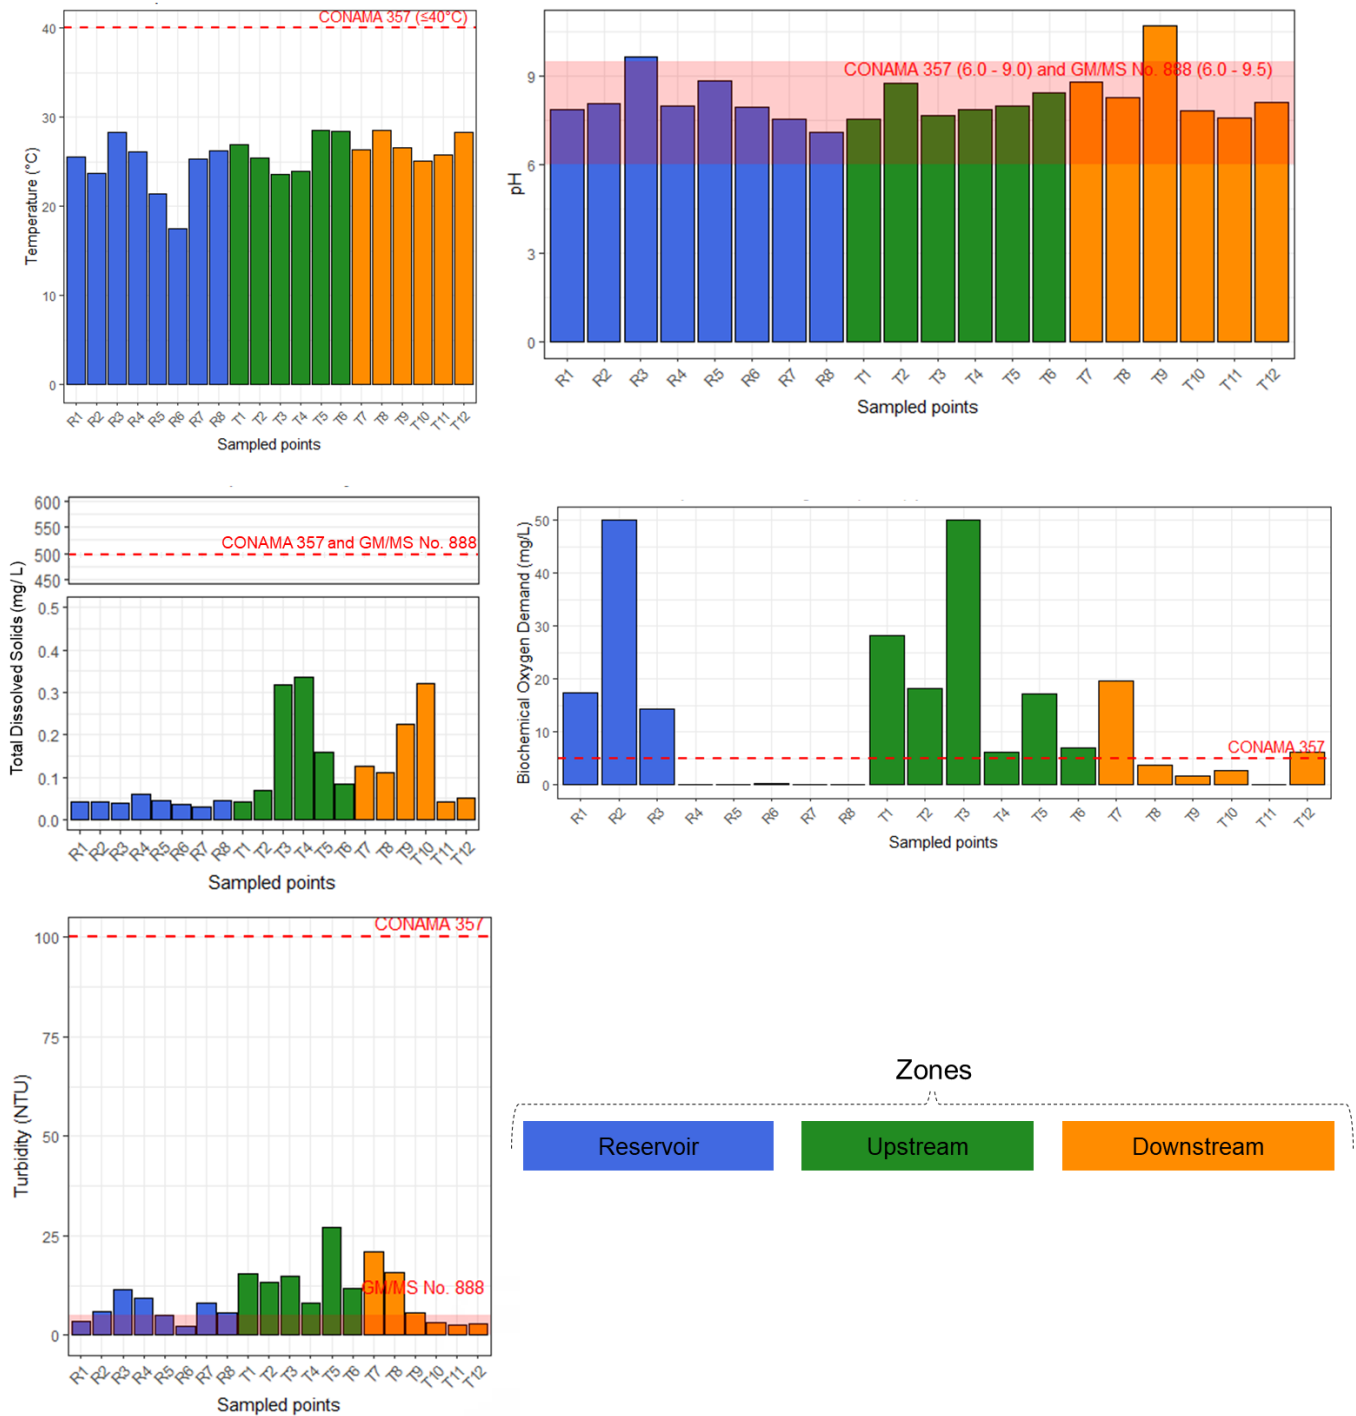 CONAMA 357 (≤40°C)
40
30
20
10
0
Temperature (°C)
R1 R2 R3 R4 R5 R6 R7 R8 T1 T2 T3 T4 T5 T6 T7 T8 T9 T10 T11 T12
Sampled points
CONAMA 357 (6.0 - 9.0) and GM/MS No. 888 (6.0 - 9.5)
9
6
3
0
pH
R1 R2 R3 R4 R5 R6 R7 R8 T1 T2 T3 T4 T5 T6 T7 T8 T9 T10 T11 T12
Sampled points
600
550
500
450
CONAMA 357 and GM/MS No. 888
0.5
0.4
0.3
0.2
0.1
0.0
Total Dissolved Solids (mg/ L)
R1 R2 R3 R4 R5 R6 R7 R8 T1 T2 T3 T4 T5 T6 T7 T8 T9 T10 T11 T12
Sampled points
50
40
30
20
10
0
Biochemical Oxygen Demand (mg/L)
CONAMA 357
R1 R2 R3 R4 R5 R6 R7 R8 T1 T2 T3 T4 T5 T6 T7 T8 T9 T10 T11 T12
Sampled points
CONAMA 357
100
75
50
25
0
Turbidity (NTU)
GM/MS No. 888
R1 R2 R3 R4 R5 R6 R7 R8 T1 T2 T3 T4 T5 T6 T7 T8 T9 T10 T11 T12
Sampled points
Zones
Reservoir
Upstream
Downstream